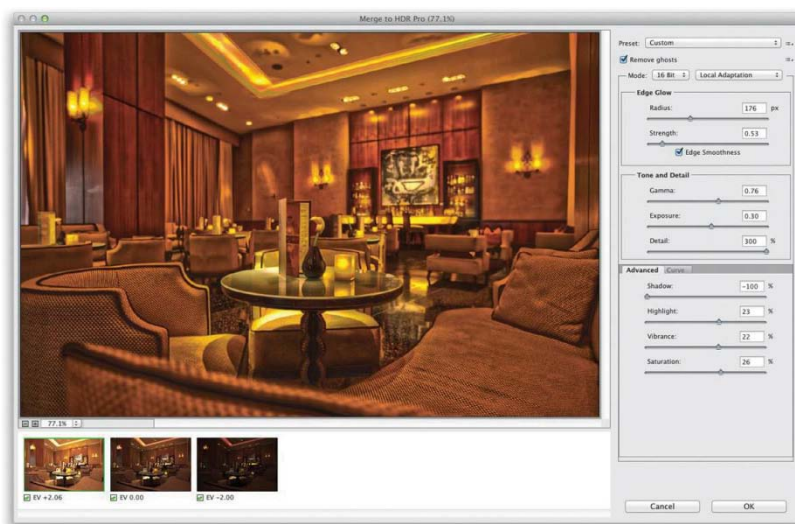 Merge to HDR Pro (77.1%)
Preset: Custom
Remove ghosts
Mode: 16 Bit Local Adaptation
Edge Glow
Radius: 176 px
Strength: 0.53
Edge Smoothness
Tone and Detail
Gamma: 0.76
Exposure: 0.30
Detail: 300 %
Advanced Curve
Shadow: -100 %
Highlight: 23 %
Vibrance: 22 %
Saturation: 26 %
77.1%
EV +2.06 EV 0.00 EV -2.00
Cancel OK